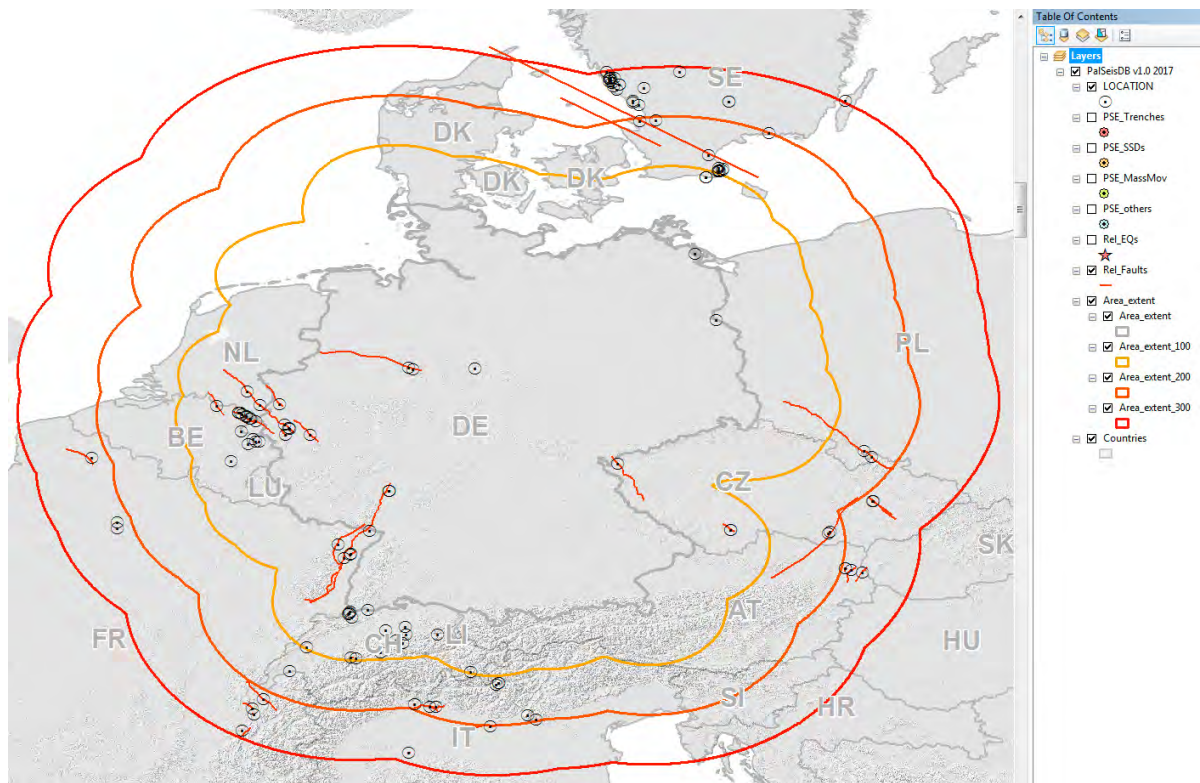 SE
DK
DK
DK
NL
PL
BE
DE
LU
CZ
SK
FR
CH
LI
AT
HU
SI
HR
IT
Table Of Contents
Layers
PalSeisDB v1.0 2017
LOCATION
PSE_Trenches
PSE_SSDs
PSE_MassMov
PSE_others
Rel_EQs
Rel_Faults
Area_extent
Area_extent
Area_extent_100
Area_extent_200
Area_extent_300
Countries